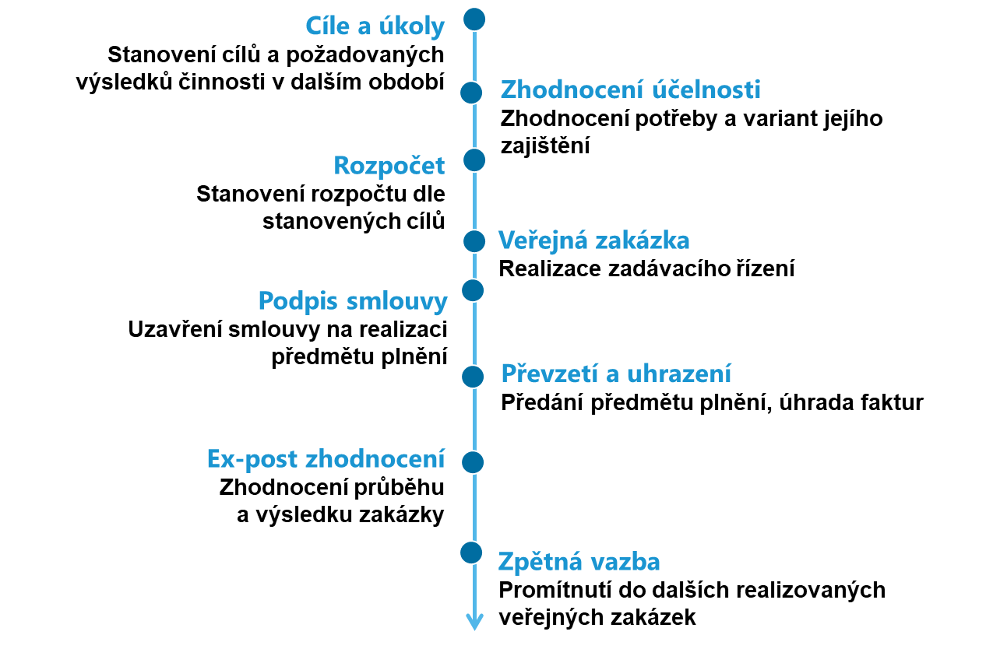 Cíle a úkoly
Stanovení cílů a požadovaných
výsledků činnosti v dalším období
Zhodnocení účelnosti
Zhodnocení potřeby a variant jejího
zajištění
Rozpočet
Stanovení rozpočtu dle
stanovených cílů
Veřejná zakázka
Realizace zadávacího řízení
Podpis smlouvy
Uzavření smlouvy na realizaci
předmětu plnění
Převzetí a uhrazení
Předání předmětu plnění, úhrada faktur
Ex-post zhodnocení
Zhodnocení průběhu
a výsledku zakázky
Zpětná vazba
Promítnutí do dalších realizovaných
veřejných zakázek